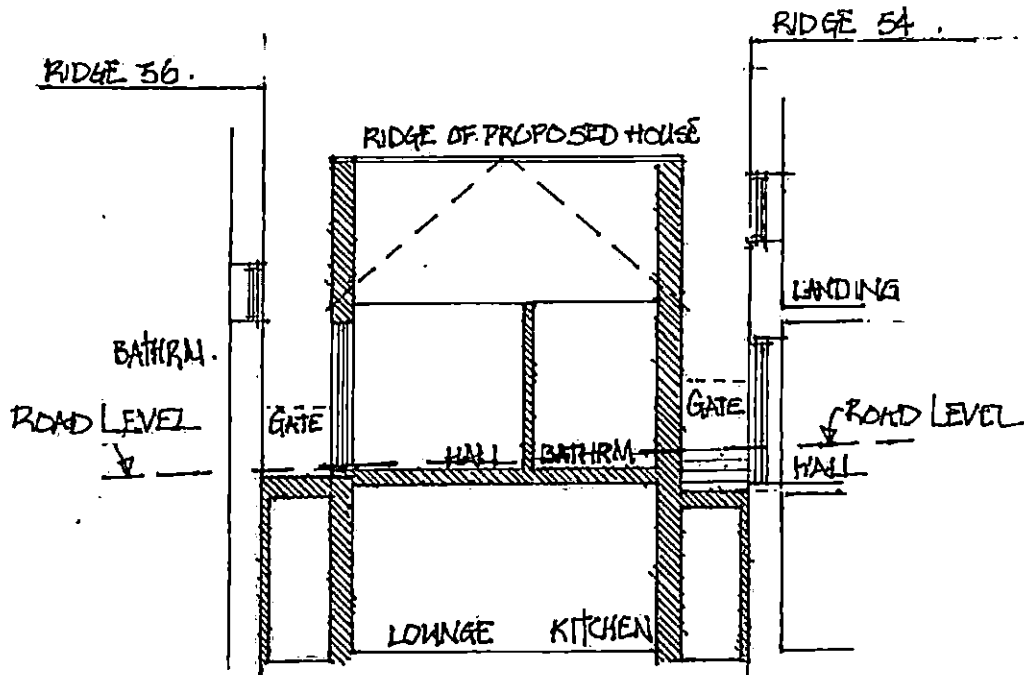 RIDGE 54 .
RIDGE 56 .
RIDGE OF PROPOSED HOUSE
LANDING
BATHRM.
GATE
GATE
ROAD LEVEL
ROAD LEVEL
HALL
BATHRM
HALL
LOUNGE
KITCHEN